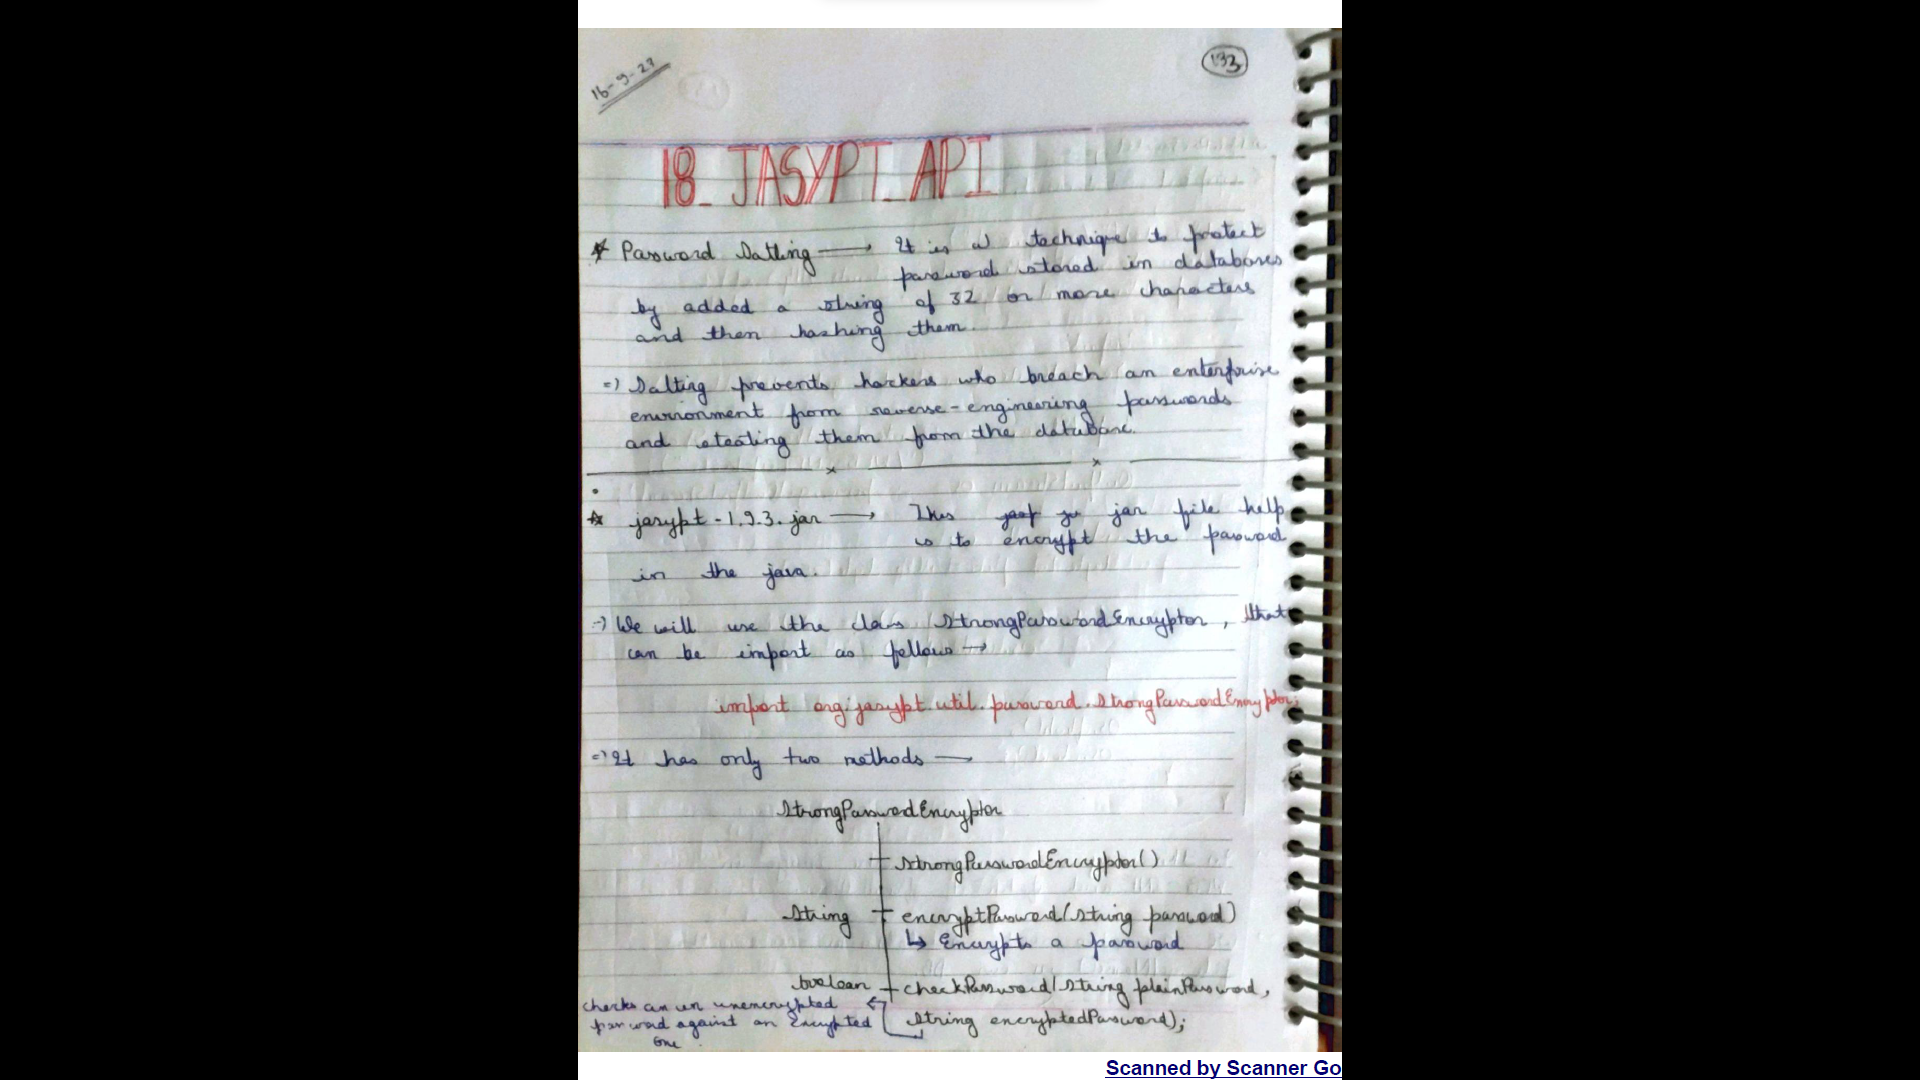 16-9-27
133
18_ JASYPT_API
* Password Salting → It is a technique to protect
password stored in databases
by added a string of 32 or more characters
and then hashing them.
=) Salting prevents hackers who breach an enterprise
environment from reverse-engineering passwords
and stealing them from the database.
* jasypt-1.9.3.jar → This jar file help
is to encrypt the password
in the java.
=) We will use the class StrongPasswordEncryptor, that
can be import as follows →
import org.jasypt.util.password.StrongPasswordEncryptor;
=) It has only two methods →
StrongPasswordEncryptor
StrongPasswordEncryptor()
String encryptPassword(String password)
↳ Encrypts a password
boolean checkPassword(String plainPassword,
String encryptedPassword);
checks an un unencrypted
password against an Encrypted
one.
Scanned by Scanner Go